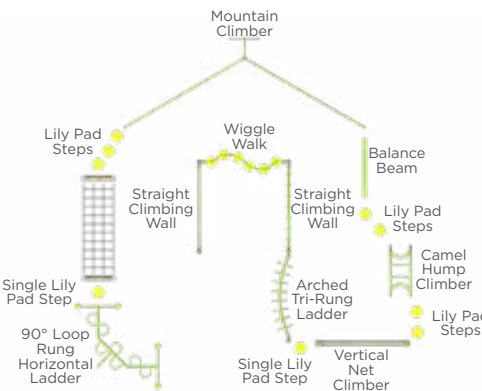 Mountain
Climber
Lily Pad
Steps
Wiggle
Walk
Balance
Beam
Straight
Climbing
Wall
Straight
Climbing
Wall
Lily Pad
Steps
Camel
Hump
Climber
Single Lily
Pad Step
Arched
Tri-Rung
Ladder
Lily Pad
Steps
90° Loop
Rung
Horizontal
Ladder
Single Lily
Pad Step
Vertical
Net
Climber